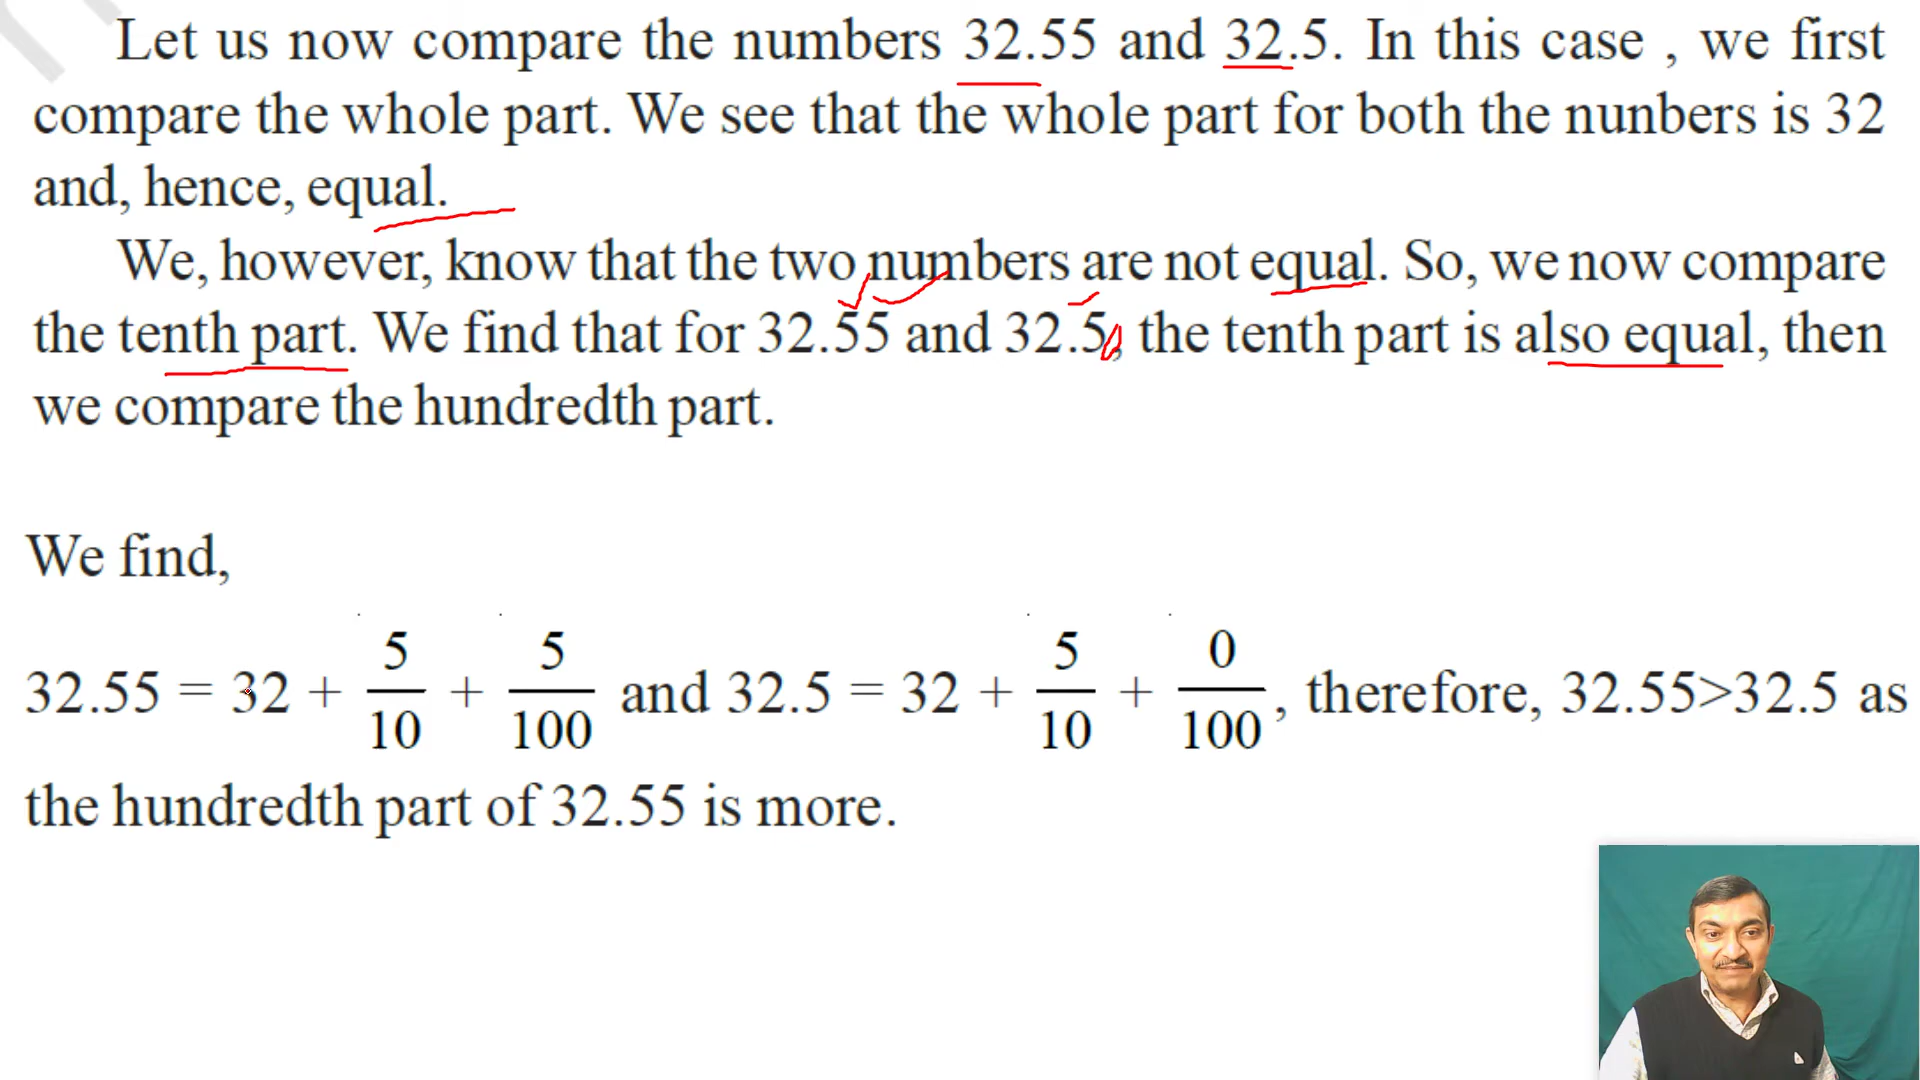 Let us now compare the numbers 32.55 and 32.5. In this case , we first
compare the whole part. We see that the whole part for both the nunbers is 32
and, hence, equal.
We, however, know that the two numbers are not equal. So, we now compare
the tenth part. We find that for 32.55 and 32.5, the tenth part is also equal, then
we compare the hundredth part.
We find,
32.55 = 32 + 5/10 + 5/100 and 32.5 = 32 + 5/10 + 0/100, therefore, 32.55>32.5 as
the hundredth part of 32.55 is more.